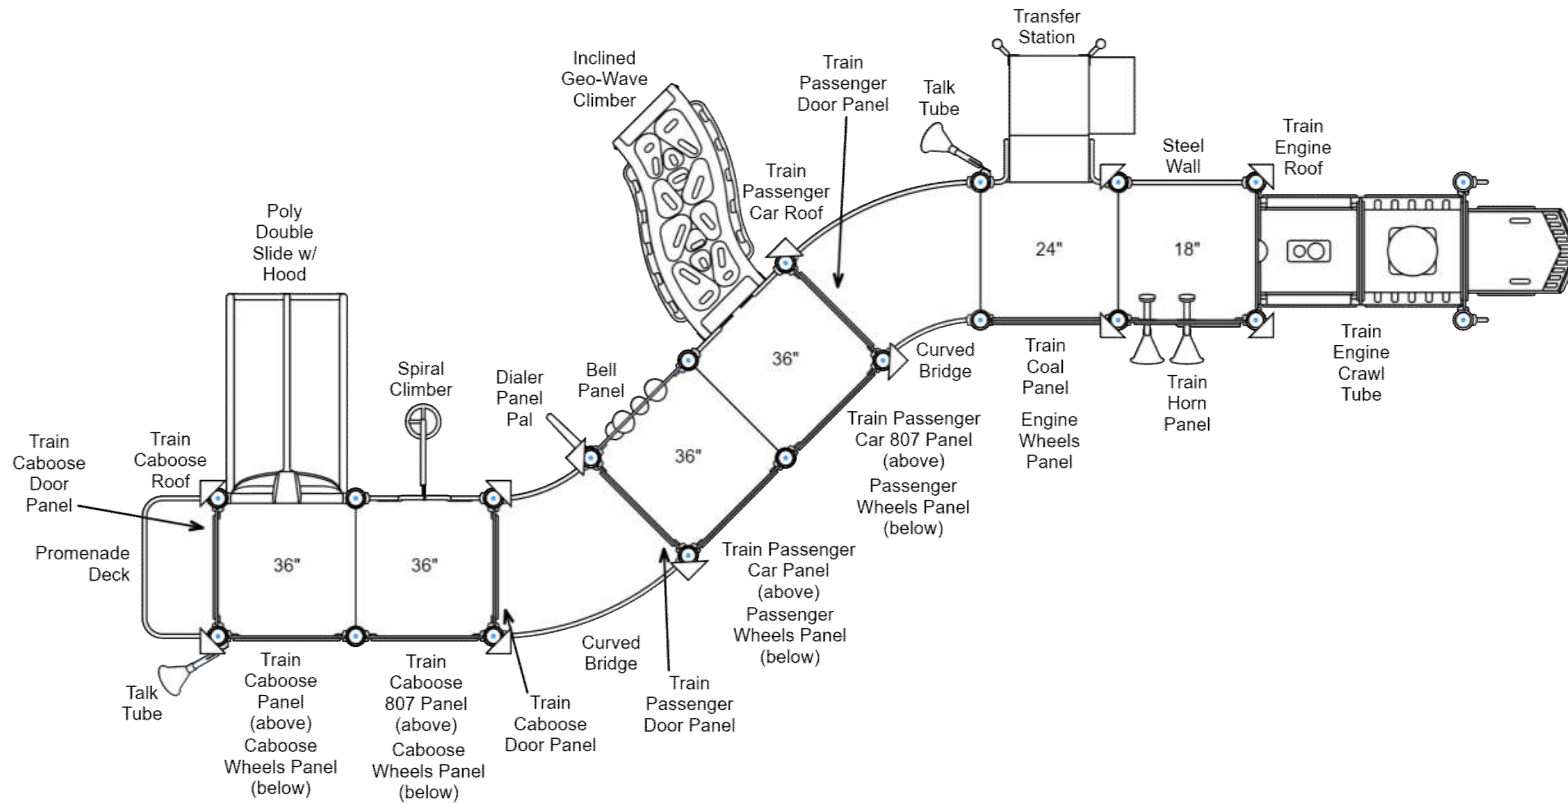 Transfer
Station
Inclined
Geo-Wave
Climber
Train
Passenger
Door Panel
Talk
Tube
Steel
Wall
Train
Engine
Roof
Train
Passenger
Car Roof
Poly
Double
Slide w/
Hood
24"
18"
Spiral
Climber
Dialer
Panel
Pal
Bell
Panel
36"
Curved
Bridge
Train
Coal
Panel
Engine
Wheels
Panel
Train
Horn
Panel
Train
Engine
Crawl
Tube
Train
Caboose
Door
Panel
Train
Caboose
Roof
36"
Train Passenger
Car 807 Panel
(above)
Passenger
Wheels Panel
(below)
Promenade
Deck
36"
36"
Train Passenger
Car Panel
(above)
Passenger
Wheels Panel
(below)
Talk
Tube
Train
Caboose
Panel
(above)
Caboose
Wheels Panel
(below)
Train
Caboose
807 Panel
(above)
Caboose
Wheels Panel
(below)
Train
Caboose
Door Panel
Curved
Bridge
Train
Passenger
Door Panel